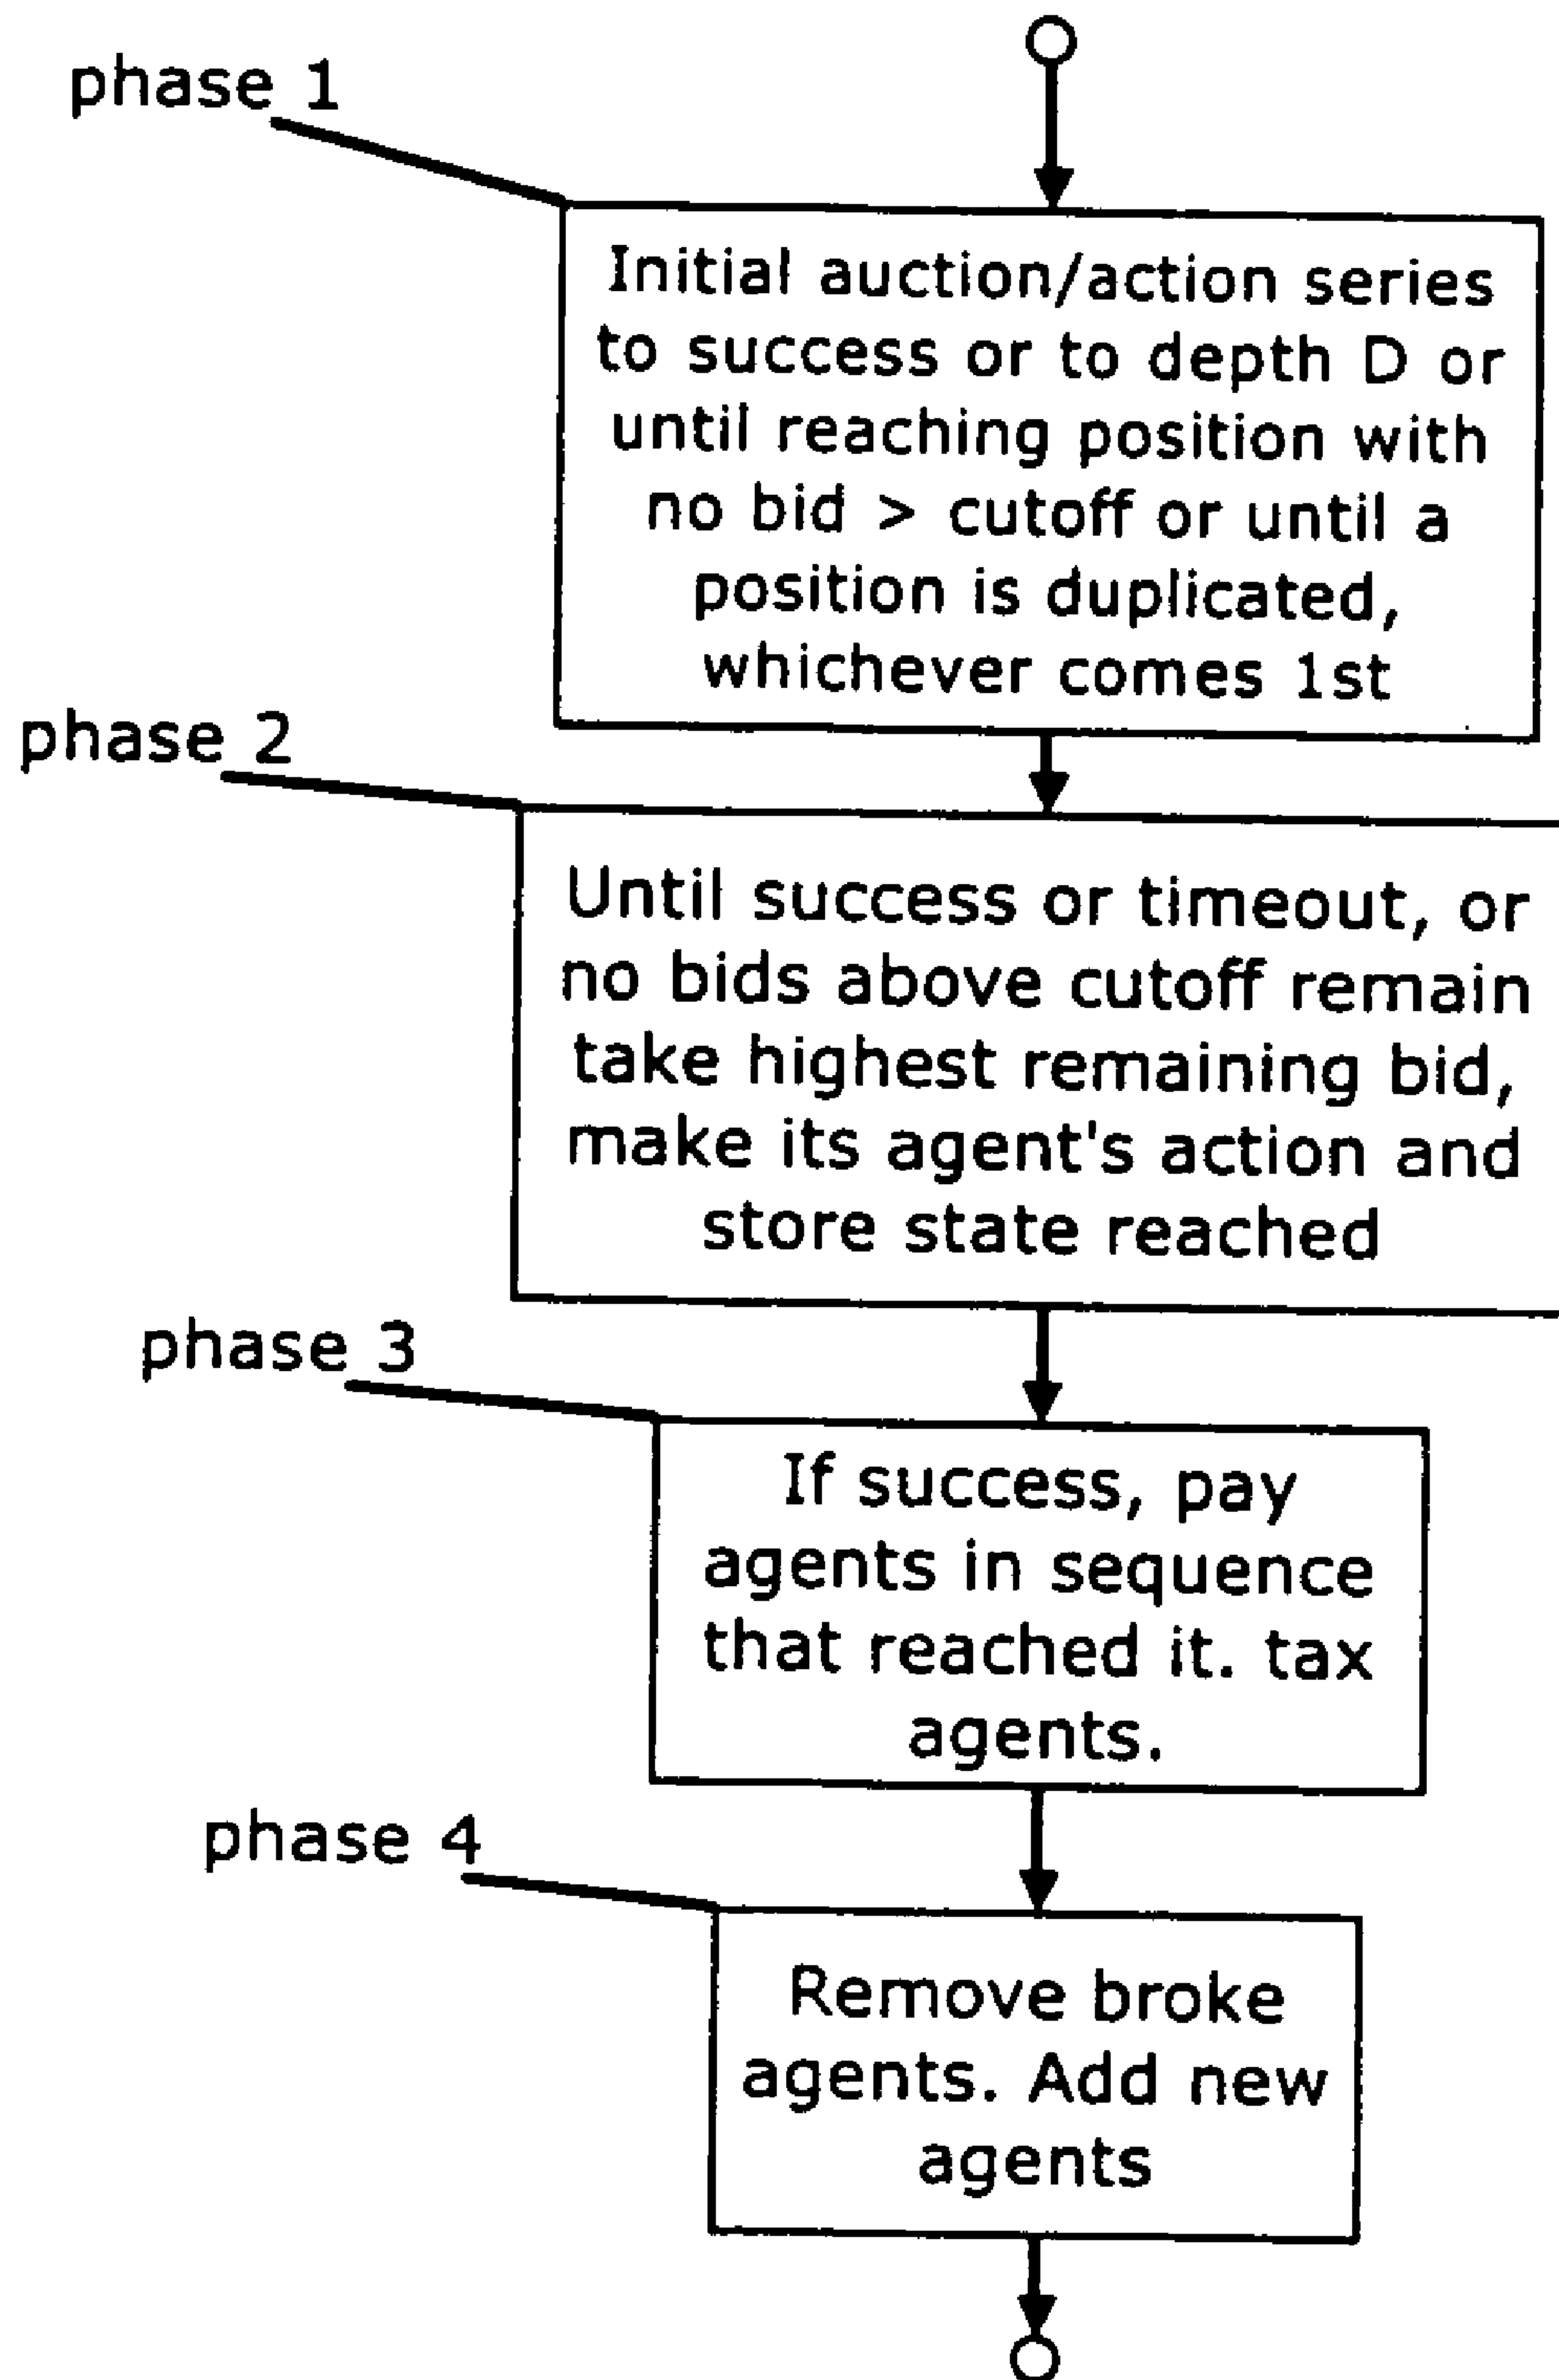 phase 1
Initial auction/action series
to success or to depth D or
until reaching position with
no bid > cutoff or until a
position is duplicated,
whichever comes 1st
phase 2
Until success or timeout, or
no bids above cutoff remain
take highest remaining bid,
make its agent's action and
store state reached
phase 3
If success, pay
agents in sequence
that reached it. tax
agents.
phase 4
Remove broke
agents. Add new
agents